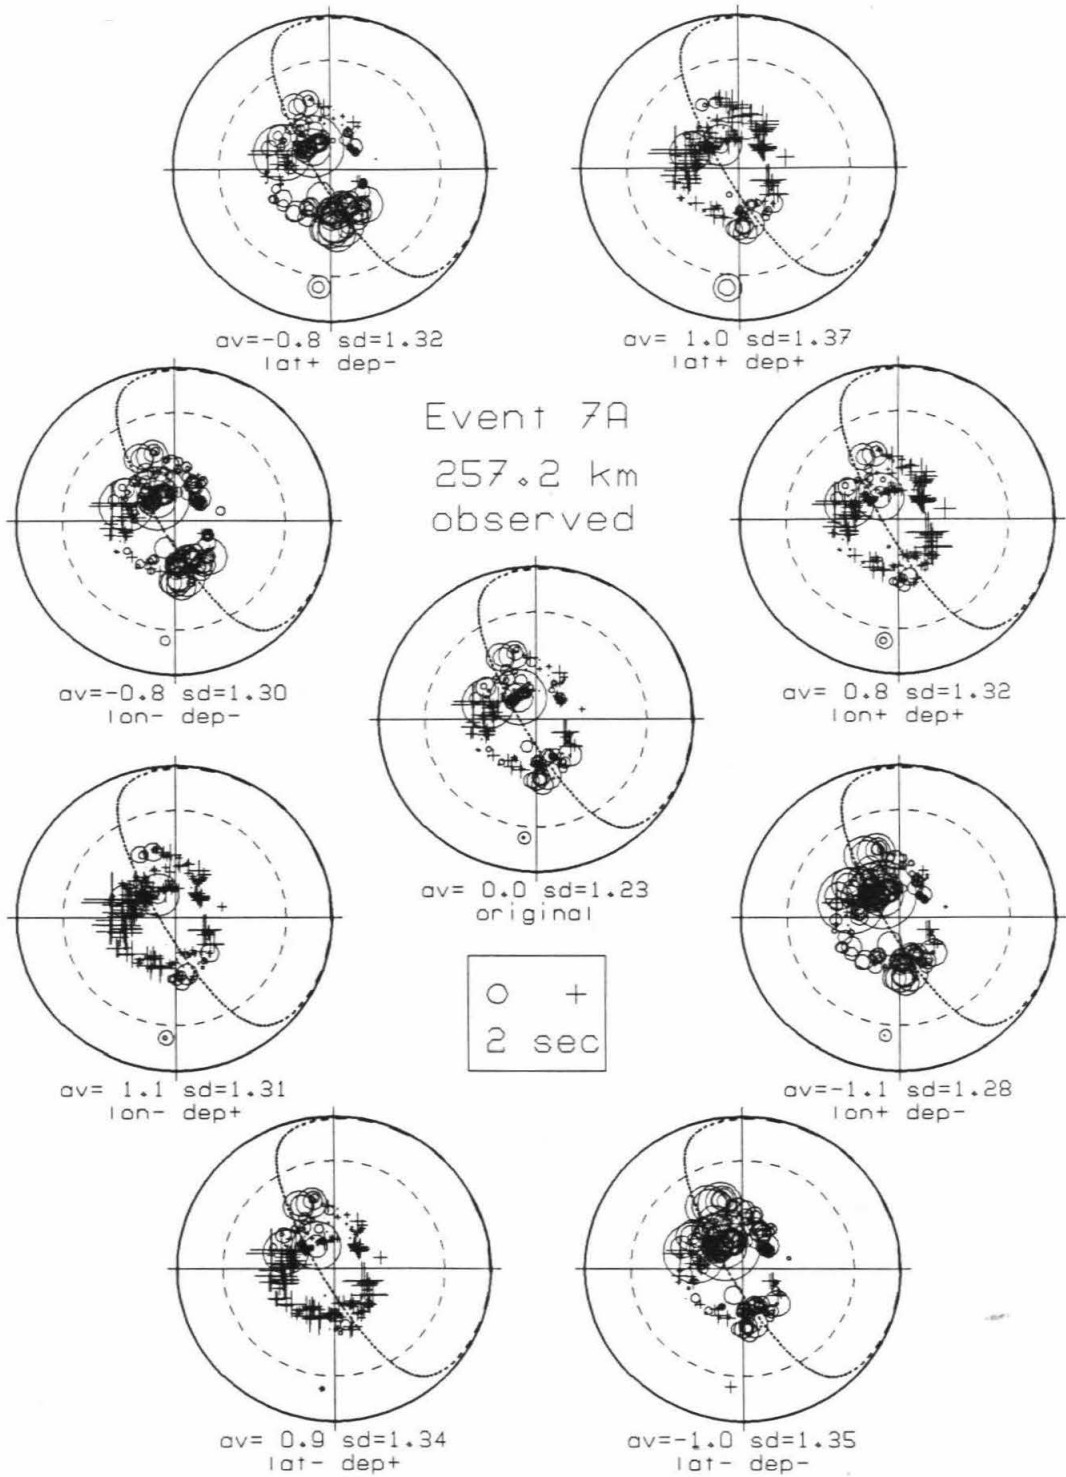 av=-0.8 sd=1.32
lat+ dep-
av= 1.0 sd=1.37
lat+ dep+
Event 7A
257.2 km
observed
av=-0.8 sd=1.30
lon- dep-
av= 0.8 sd=1.32
lon+ dep+
av= 0.0 sd=1.23
original
av= 1.1 sd=1.31
lon- dep+
O +
2 sec
av=-1.1 sd=1.28
lon+ dep-
av= 0.9 sd=1.34
lat- dep+
av=-1.0 sd=1.35
lat- dep-